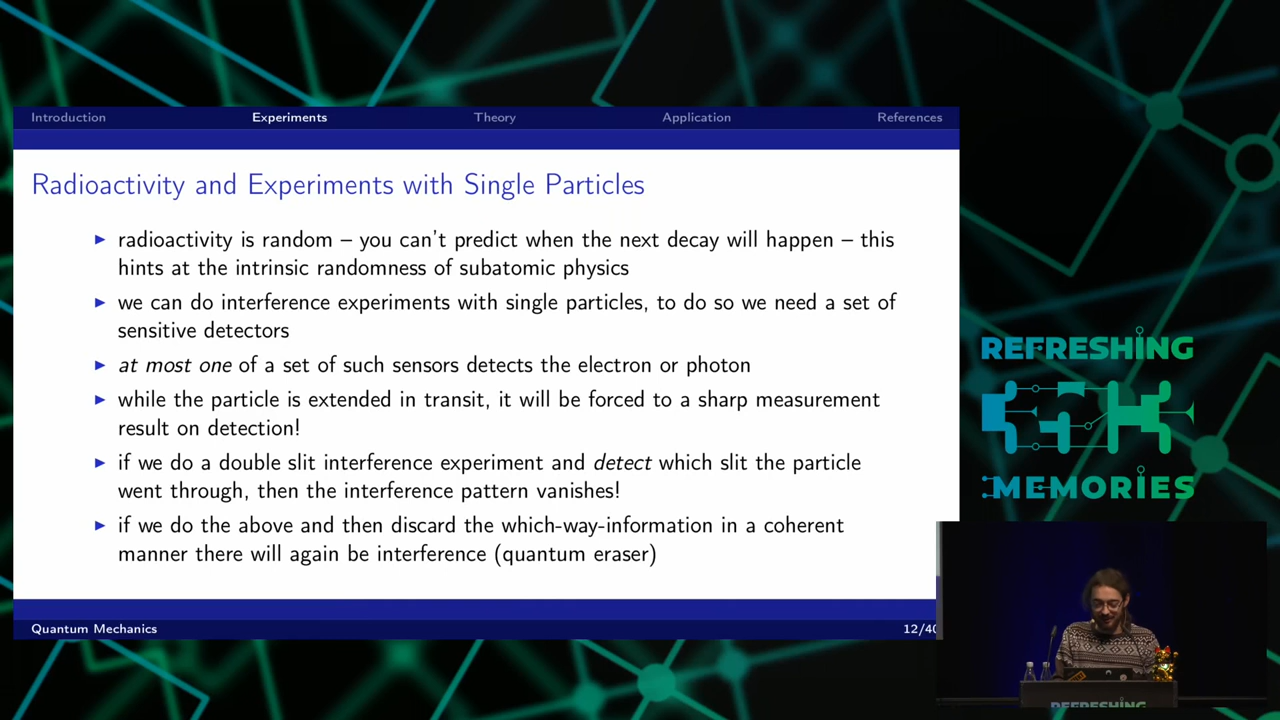 Introduction
Experiments
Theory
Application
References
Radioactivity and Experiments with Single Particles
▶ radioactivity is random – you can't predict when the next decay will happen – this
hints at the intrinsic randomness of subatomic physics
▶ we can do interference experiments with single particles, to do so we need a set of
sensitive detectors
▶ at most one of a set of such sensors detects the electron or photon
▶ while the particle is extended in transit, it will be forced to a sharp measurement
result on detection!
▶ if we do a double slit interference experiment and detect which slit the particle
went through, then the interference pattern vanishes!
▶ if we do the above and then discard the which-way-information in a coherent
manner there will again be interference (quantum eraser)
Quantum Mechanics
12/40
REFRESHING
MEMORIES
REFRESHING